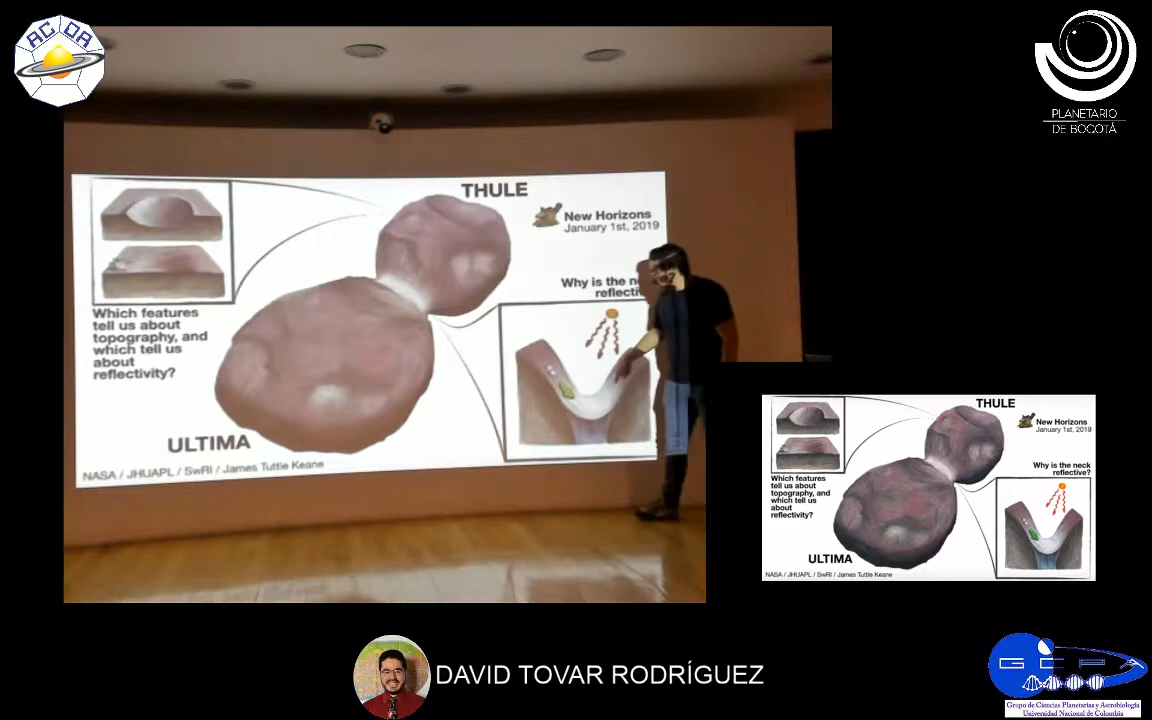 ACDA
PLANETARIO
DE BOGOTÁ
THULE
New Horizons
January 1st, 2019
Why is the n
reflecti
Which features
tell us about
topography, and
which tell us
about
reflectivity?
ULTIMA
NASA / JHUAPL / SwRI / James Tuttle Keane
THULE
New Horizons
January 1st, 2019
Why is the neck
reflective?
Which features
tell us about
topography, and
which tell us
about
reflectivity?
ULTIMA
NASA / JHUAPL / SwRI / James Tuttle Keane
DAVID TOVAR RODRÍGUEZ
GCPA
Grupo de Ciencias Planetarias y Astrobiología
Universidad Nacional de Colombia